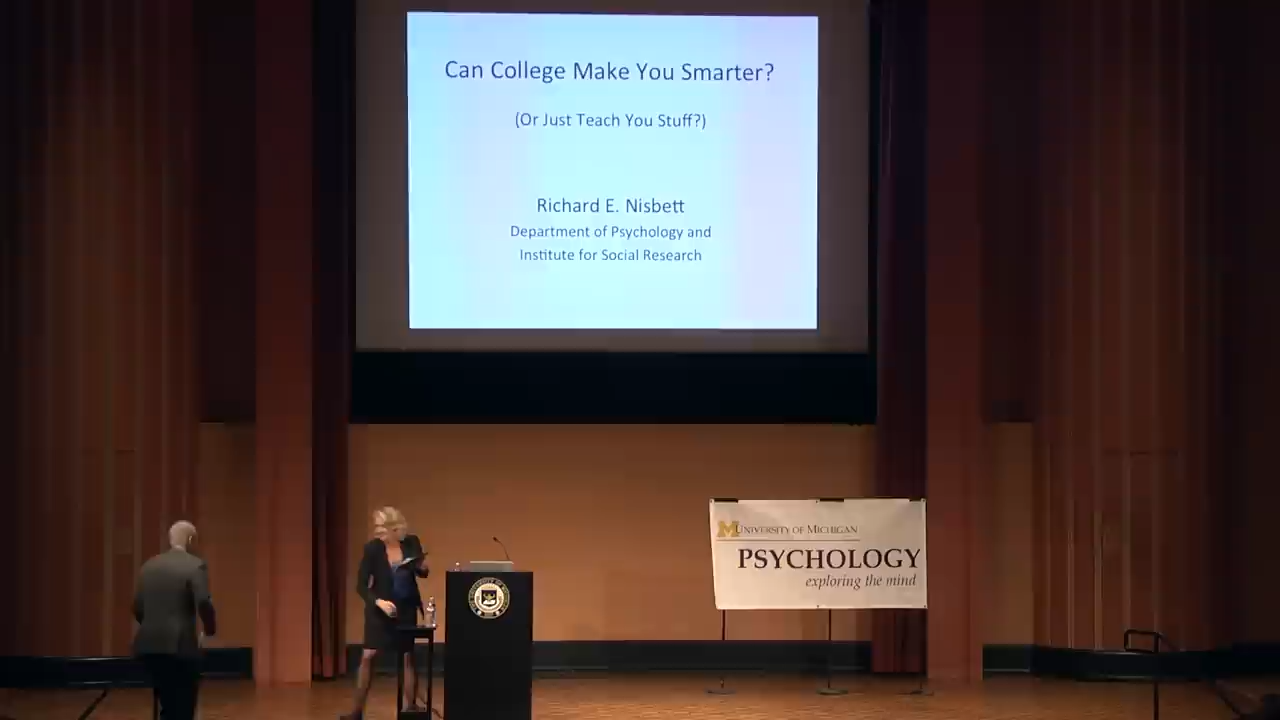 Can College Make You Smarter?
(Or Just Teach You Stuff?)
Richard E. Nisbett
Department of Psychology and
Institute for Social Research
M UNIVERSITY OF MICHIGAN
PSYCHOLOGY
exploring the mind